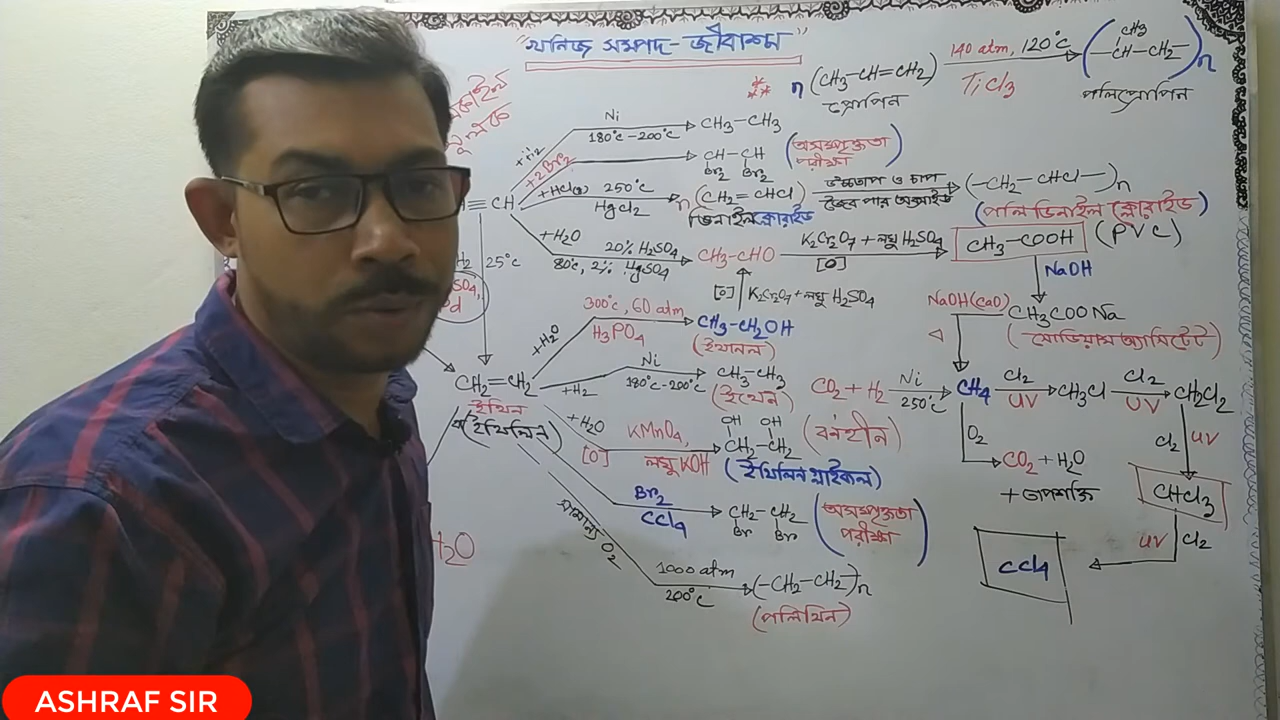 "খনিজ সম্পদ-জীবাশ্ম"
n(CH3-CH=CH2)
প্রোপিন
140 atm, 120°C
TiCl3
CH3
(-CH-CH2-)n
পলিপ্রোপিন
Ni
180°C-200°C
CH3-CH3
+2Br2
CH-CH
Br2 Br2
(অসম্পৃক্ততা
পরীক্ষা)
≡CH
+HCl(g) 250°C
HgCl2
n(CH2=CHCl)
ভিনাইল ক্লোরাইড
উচ্চতাপ ও চাপ
জৈব পার অক্সাইড
(-CH2-CHCl-)n
(পলি ভিনাইল ক্লোরাইড)
(PVC)
+H2O 20% H2SO4
80°C, 2% HgSO4
CH3-CHO
K2Cr2O7+লঘু H2SO4
[O]
CH3-COOH
NaOH
25°C
[O] K2Cr2O7+লঘু H2SO4
NaOH(CaO)
CH3COONa
(সোডিয়াম অ্যাসিটেট)
+H2O
300°C, 60 atm
H3PO4
CH3-CH2OH
(ইথানল)
CH2=CH2
ইথিন
(ইথিলিন)
+H2
Ni
180°C-200°C
CH3-CH3
(ইথেন)
CO2+H2
Ni
250°C
CH4
Cl2
UV
CH3Cl
Cl2
UV
CH2Cl2
+H2O
[O]
KMnO4,
লঘু KOH
OH OH
CH2-CH2
(বর্ণহীন)
(ইথিলিন গ্লাইকল)
O2
CO2+H2O
+তাপশক্তি
Cl2 UV
CHCl3
Br2
CCl4
CH2-CH2
Br Br
(অসম্পৃক্ততা
পরীক্ষা)
UV Cl2
CCl4
সামান্য O2
1000 atm
200°C
(-CH2-CH2-)n
(পলিথিন)
H2O
ASHRAF SIR